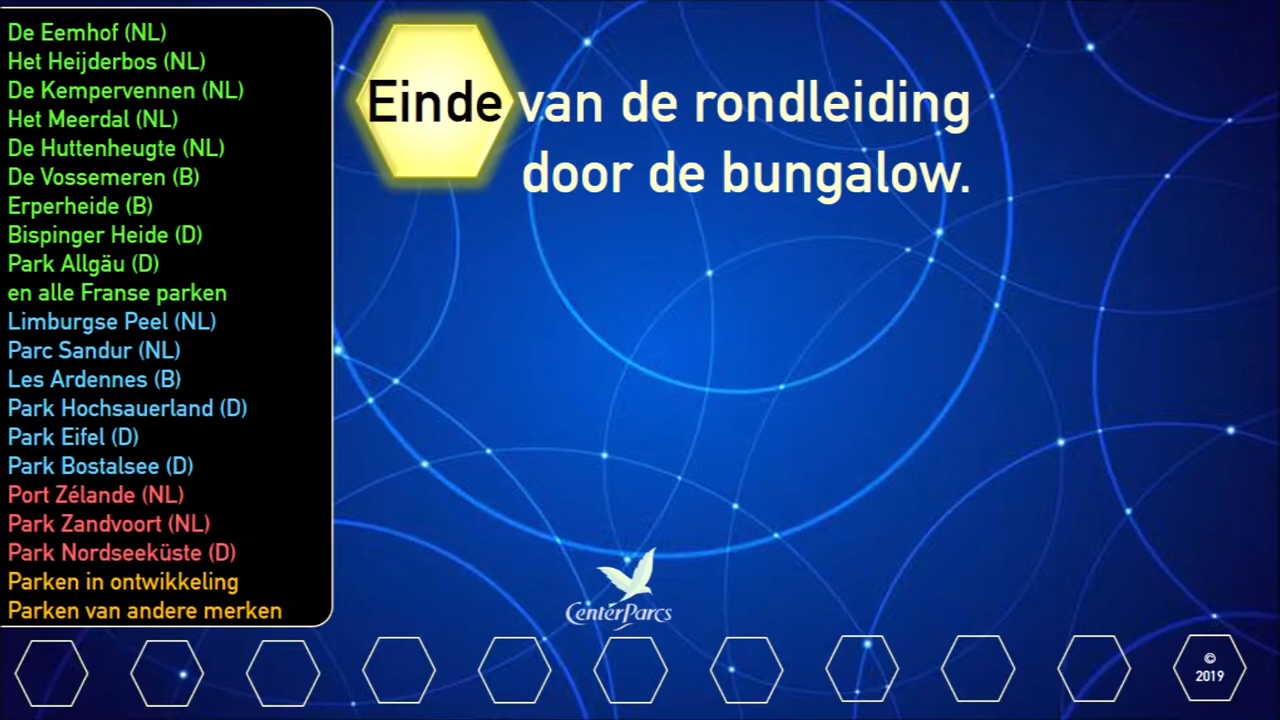 De Eemhof (NL)
Het Heijderbos (NL)
De Kempervennen (NL)
Het Meerdal (NL)
De Huttenheugte (NL)
De Vossemeren (B)
Erperheide (B)
Bispinger Heide (D)
Park Allgäu (D)
en alle Franse parken
Limburgse Peel (NL)
Parc Sandur (NL)
Les Ardennes (B)
Park Hochsauerland (D)
Park Eifel (D)
Park Bostalsee (D)
Port Zélande (NL)
Park Zandvoort (NL)
Park Nordseeküste (D)
Parken in ontwikkeling
Parken van andere merken
Einde van de rondleiding
door de bungalow.
CenterParcs
©
2019